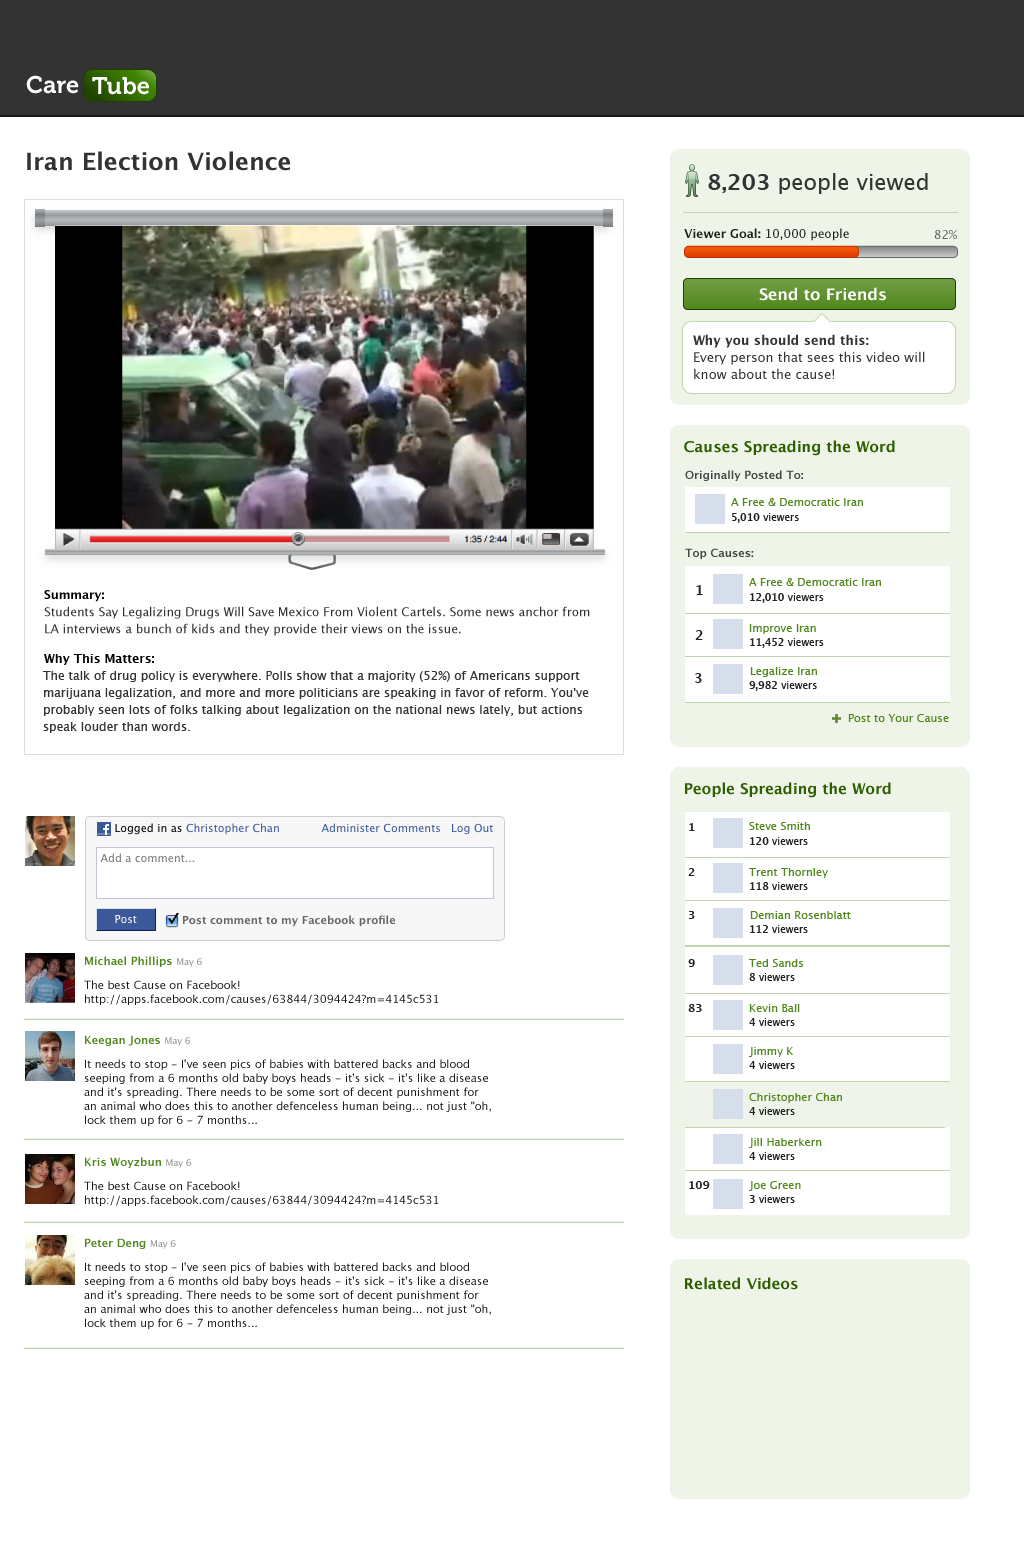 Care Tube
Iran Election Violence
1:35 / 2:44
Summary:
Students Say Legalizing Drugs Will Save Mexico From Violent Cartels. Some news anchor from
LA interviews a bunch of kids and they provide their views on the issue.
Why This Matters:
The talk of drug policy is everywhere. Polls show that a majority (52%) of Americans support
marijuana legalization, and more and more politicians are speaking in favor of reform. You've
probably seen lots of folks talking about legalization on the national news lately, but actions
speak louder than words.
f Logged in as Christopher Chan Administer Comments Log Out
Add a comment...
Post Post comment to my Facebook profile
Michael Phillips May 6
The best Cause on Facebook!
http://apps.facebook.com/causes/63844/3094424?m=4145c531
Keegan Jones May 6
It needs to stop - I've seen pics of babies with battered backs and blood
seeping from a 6 months old baby boys heads - it's sick - it's like a disease
and it's spreading. There needs to be some sort of decent punishment for
an animal who does this to another defenceless human being... not just "oh,
lock them up for 6 - 7 months...
Kris Woyzbun May 6
The best Cause on Facebook!
http://apps.facebook.com/causes/63844/3094424?m=4145c531
Peter Deng May 6
It needs to stop - I've seen pics of babies with battered backs and blood
seeping from a 6 months old baby boys heads - it's sick - it's like a disease
and it's spreading. There needs to be some sort of decent punishment for
an animal who does this to another defenceless human being... not just "oh,
lock them up for 6 - 7 months...
8,203 people viewed
Viewer Goal: 10,000 people 82%
Send to Friends
Why you should send this:
Every person that sees this video will
know about the cause!
Causes Spreading the Word
Originally Posted To:
A Free & Democratic Iran
5,010 viewers
Top Causes:
1 A Free & Democratic Iran
12,010 viewers
2 Improve Iran
11,452 viewers
3 Legalize Iran
9,982 viewers
Post to Your Cause
People Spreading the Word
1 Steve Smith
120 viewers
2 Trent Thornley
118 viewers
3 Demian Rosenblatt
112 viewers
9 Ted Sands
8 viewers
83 Kevin Ball
4 viewers
Jimmy K
4 viewers
Christopher Chan
4 viewers
Jill Haberkern
4 viewers
109 Joe Green
3 viewers
Related Videos